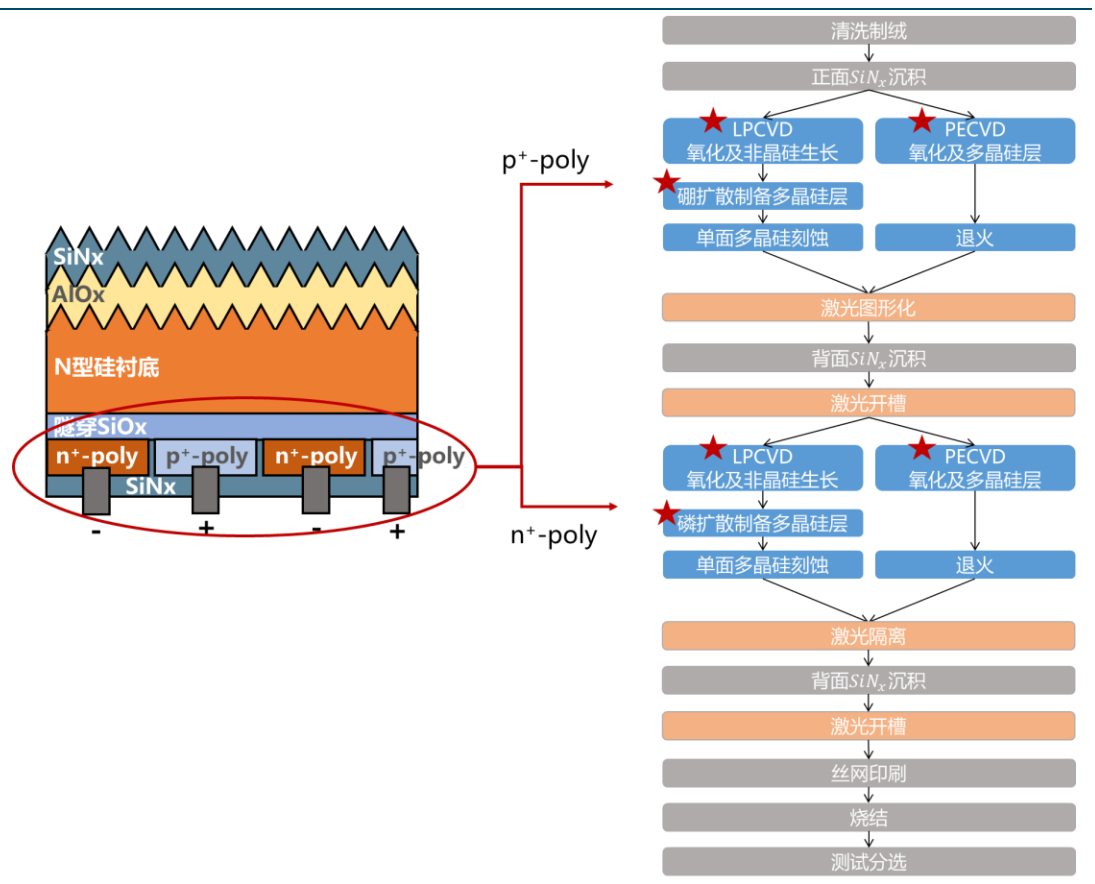 SiNx
AlOx
N型硅衬底
隧穿SiOx
n⁺-poly
p⁺-poly
n⁺-poly
p⁺-poly
SiNx
-
+
-
+
p⁺-poly
n⁺-poly
清洗制绒
正面SiNₓ沉积
LPCVD
氧化及非晶硅生长
PECVD
氧化及多晶硅层
硼扩散制备多晶硅层
单面多晶硅刻蚀
退火
激光图形化
背面SiNₓ沉积
激光开槽
LPCVD
氧化及非晶硅生长
PECVD
氧化及多晶硅层
磷扩散制备多晶硅层
单面多晶硅刻蚀
退火
激光隔离
背面SiNₓ沉积
激光开槽
丝网印刷
烧结
测试分选